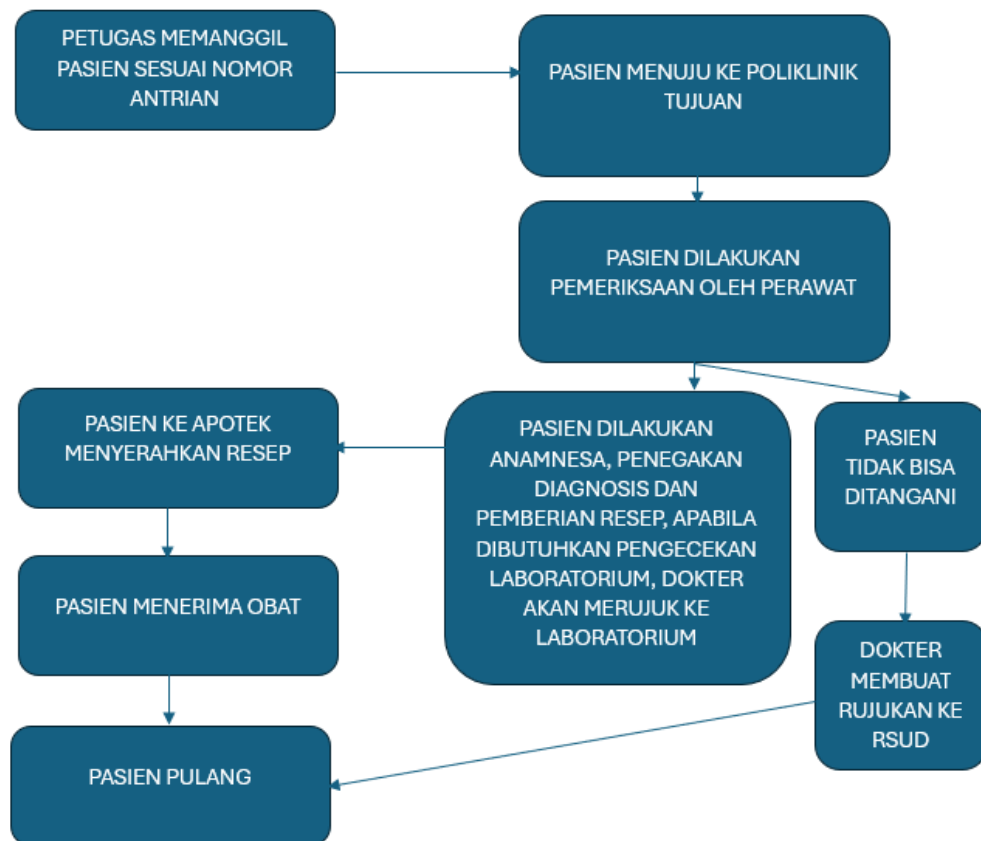 PETUGAS MEMANGGIL
PASIEN SESUAI NOMOR
ANTRIAN
PASIEN MENUJU KE POLIKLINIK
TUJUAN
PASIEN DILAKUKAN
PEMERIKSAAN OLEH PERAWAT
PASIEN DILAKUKAN
ANAMNESA, PENEGAKAN
DIAGNOSIS DAN
PEMBERIAN RESEP, APABILA
DIBUTUHKAN PENGECEKAN
LABORATORIUM, DOKTER
AKAN MERUJUK KE
LABORATORIUM
PASIEN
TIDAK BISA
DITANGANI
PASIEN KE APOTEK
MENYERAHKAN RESEP
PASIEN MENERIMA OBAT
DOKTER
MEMBUAT
RUJUKAN KE
RSUD
PASIEN PULANG